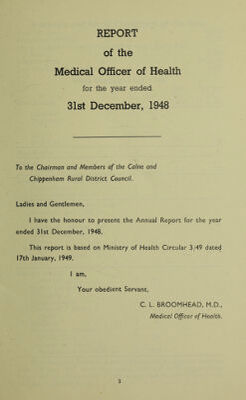 REPORT
of the
Medical Officer of Health
for the year ended
31st December, 1948
To the Chairman and Members of the Calne and
Chippenham Rural District Council.
Ladies and Gentlemen,
I have the honour to present the Annual Report for the year
ended 31st December, 1948.
This report is based on Ministry of Health Circular 3/49 dated
17th January, 1949.
I am,
Your obedient Servant,
C. L. BROOMHEAD, M.D.,
Medical Officer of Health.
3